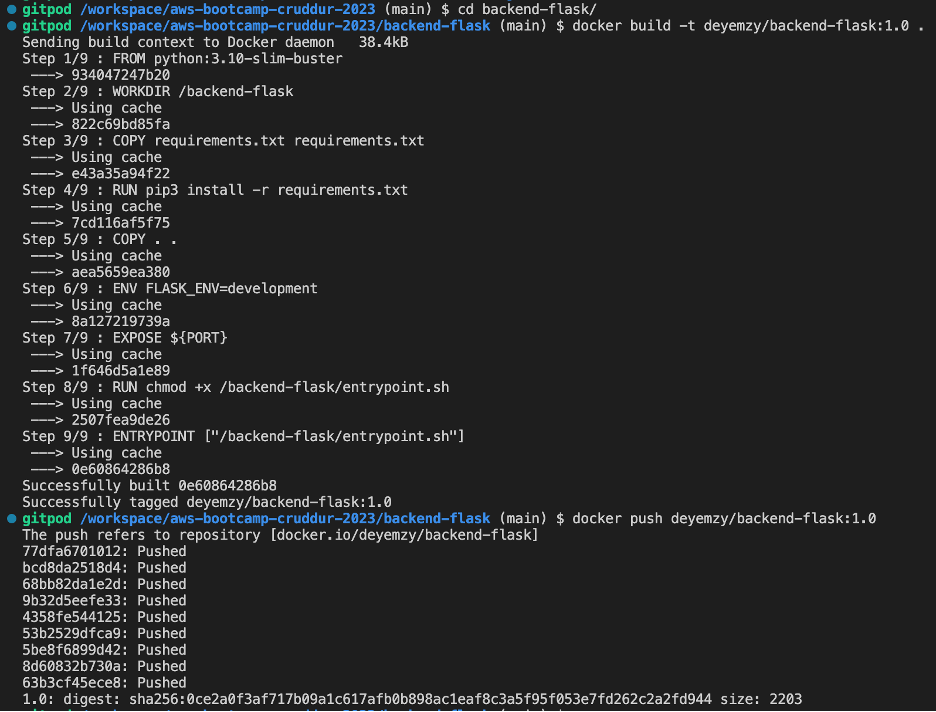 gitpod /workspace/aws-bootcamp-cruddur-2023 (main) $ cd backend-flask/
gitpod /workspace/aws-bootcamp-cruddur-2023/backend-flask (main) $ docker build -t deyemzy/backend-flask:1.0 .
Sending build context to Docker daemon   38.4kB
Step 1/9 : FROM python:3.10-slim-buster
 ---> 934047247b20
Step 2/9 : WORKDIR /backend-flask
 ---> Using cache
 ---> 822c69bd85fa
Step 3/9 : COPY requirements.txt requirements.txt
 ---> Using cache
 ---> e43a35a94f22
Step 4/9 : RUN pip3 install -r requirements.txt
 ---> Using cache
 ---> 7cd116af5f75
Step 5/9 : COPY . .
 ---> Using cache
 ---> aea5659ea380
Step 6/9 : ENV FLASK_ENV=development
 ---> Using cache
 ---> 8a127219739a
Step 7/9 : EXPOSE ${PORT}
 ---> Using cache
 ---> 1f646d5a1e89
Step 8/9 : RUN chmod +x /backend-flask/entrypoint.sh
 ---> Using cache
 ---> 2507fea9de26
Step 9/9 : ENTRYPOINT ["/backend-flask/entrypoint.sh"]
 ---> Using cache
 ---> 0e60864286b8
Successfully built 0e60864286b8
Successfully tagged deyemzy/backend-flask:1.0
gitpod /workspace/aws-bootcamp-cruddur-2023/backend-flask (main) $ docker push deyemzy/backend-flask:1.0
The push refers to repository [docker.io/deyemzy/backend-flask]
77dfa6701012: Pushed
bcd8da2518d4: Pushed
68bb82da1e2d: Pushed
9b32d5eefe33: Pushed
4358fe544125: Pushed
53b2529dfca9: Pushed
5be8f6899d42: Pushed
8d60832b730a: Pushed
63b3cf45ece8: Pushed
1.0: digest: sha256:0ce2a0f3af717b09a1c617afb0b898ac1eaf8c3a5f95f053e7fd262c2a2fd944 size: 2203